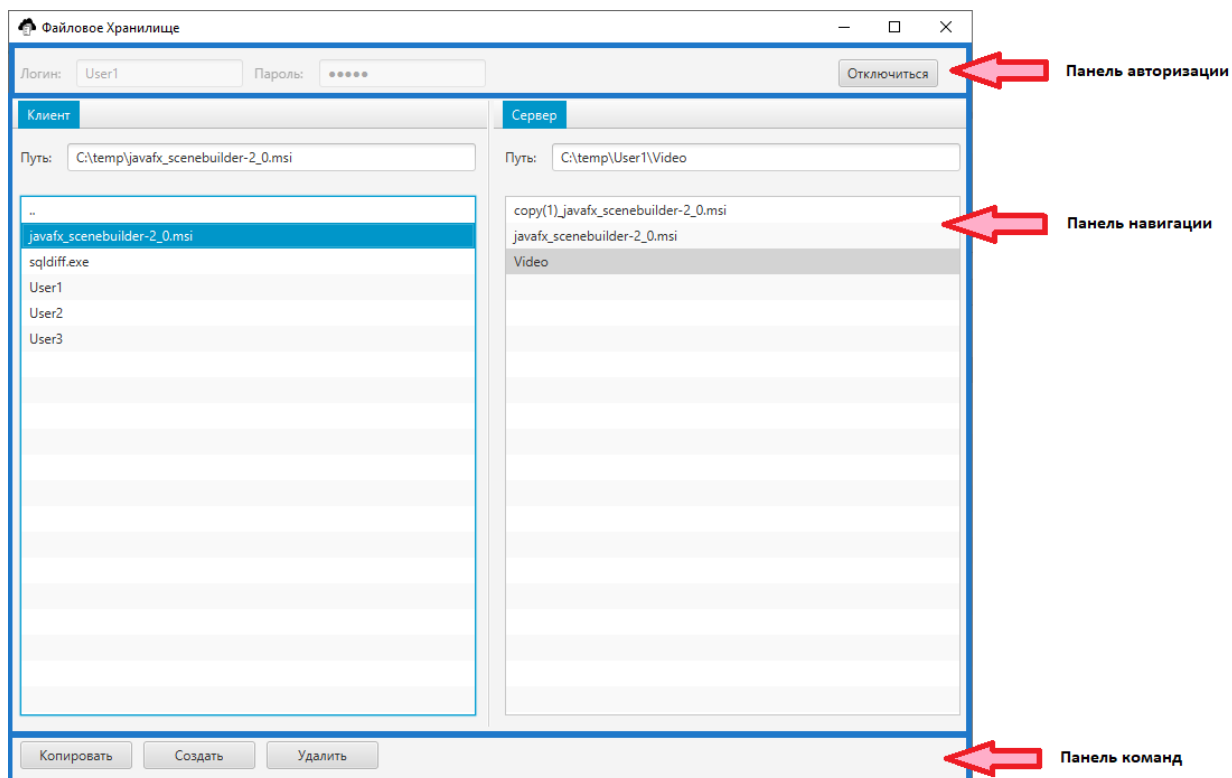 Файловое Хранилище
Логин: User1 Пароль: ●●●●● Отключиться
Панель авторизации
Клиент
Путь: C:\temp\javafx_scenebuilder-2_0.msi
..
javafx_scenebuilder-2_0.msi
sqldiff.exe
User1
User2
User3
Сервер
Путь: C:\temp\User1\Video
copy(1)_javafx_scenebuilder-2_0.msi
javafx_scenebuilder-2_0.msi
Video
Панель навигации
Копировать Создать Удалить
Панель команд